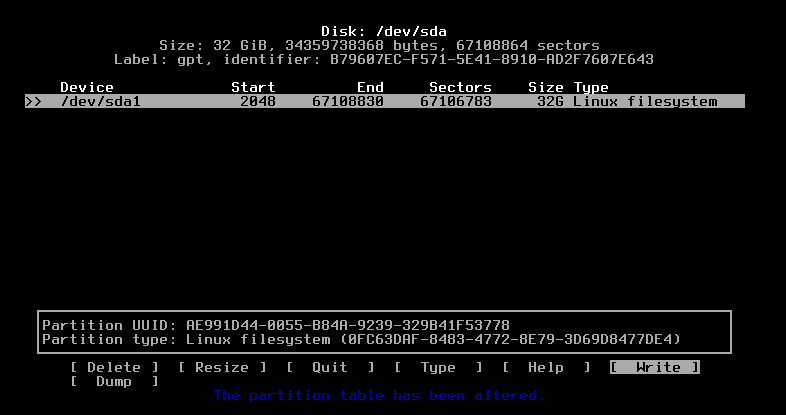 Disk: /dev/sda
Size: 32 GiB, 34359738368 bytes, 67108864 sectors
Label: gpt, identifier: B79607EC-F571-5E41-8910-AD2F7607E643
Device Start End Sectors Size Type
>> /dev/sda1 2048 67108830 67106783 32G Linux filesystem
Partition UUID: AE991D44-0055-B84A-9239-329B41F53778
Partition type: Linux filesystem (0FC63DAF-8483-4772-8E79-3D69D8477DE4)
[ Delete ] [ Resize ] [ Quit ] [ Type ] [ Help ] [ Write ]
[ Dump ]
The partition table has been altered.